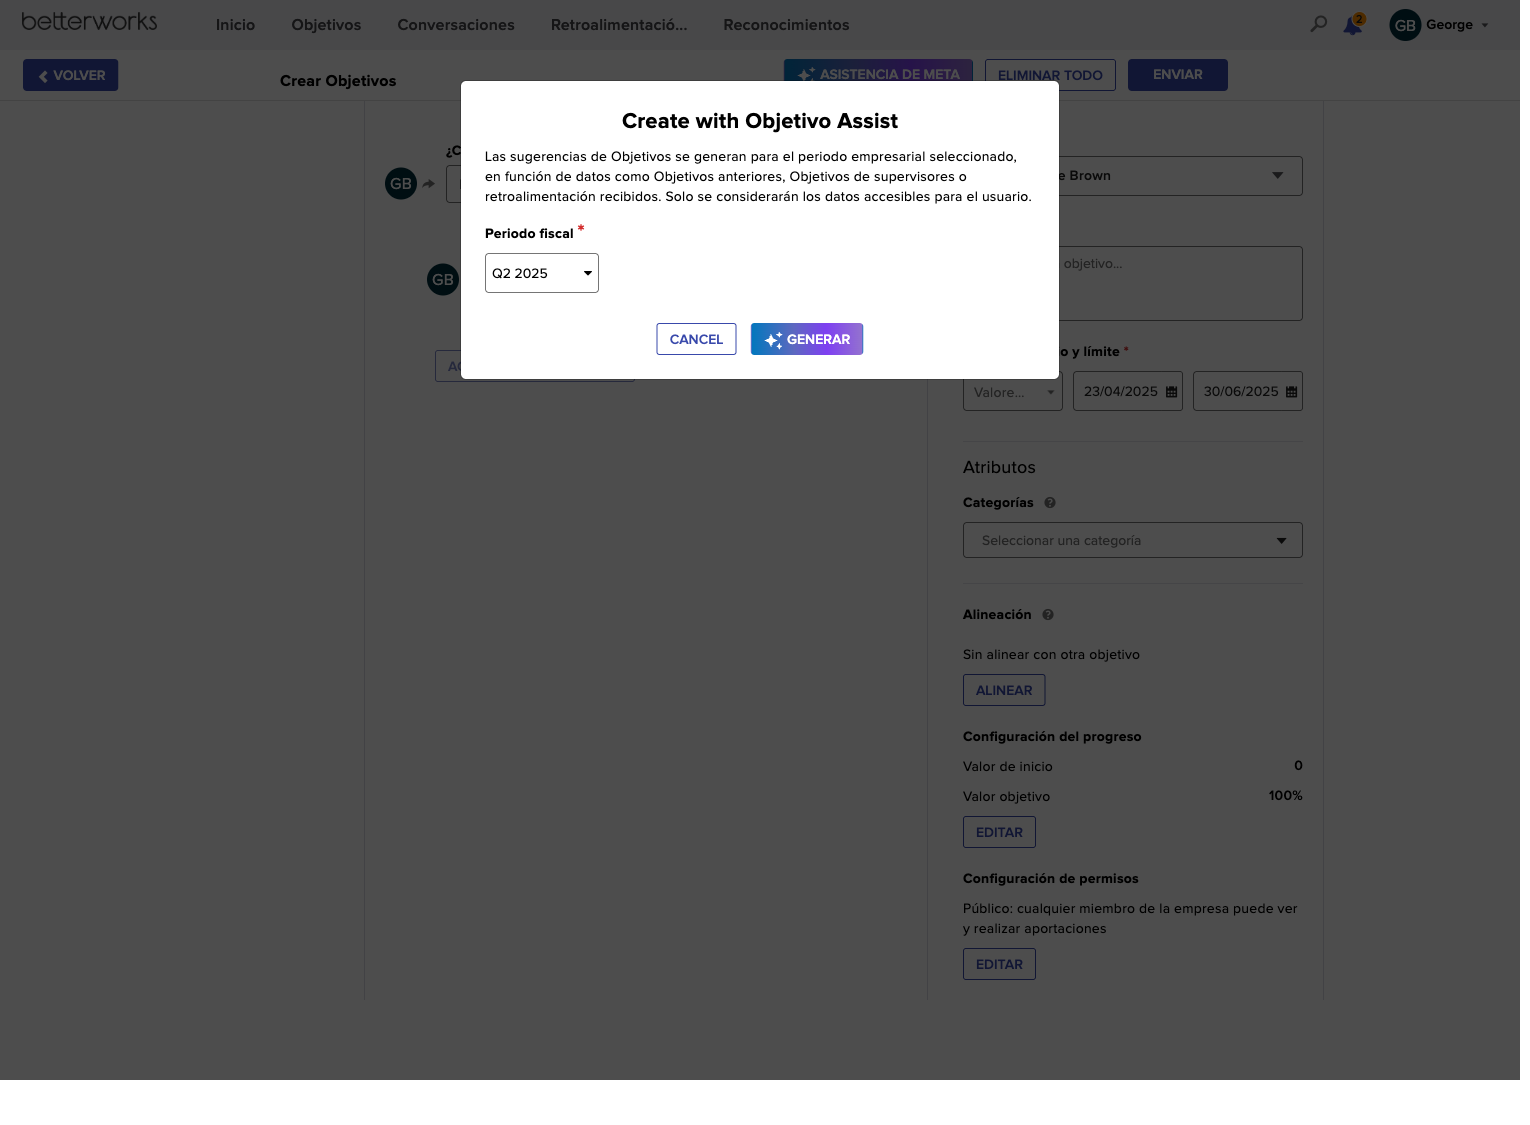 betterworks
Inicio
Objetivos
Conversaciones
Retroalimentació...
Reconocimientos
2
GB
George
VOLVER
Crear Objetivos
ASISTENCIA DE META
ELIMINAR TODO
ENVIAR
Create with Objetivo Assist
Las sugerencias de Objetivos se generan para el periodo empresarial seleccionado,
en función de datos como Objetivos anteriores, Objetivos de supervisores o
retroalimentación recibidos. Solo se considerarán los datos accesibles para el usuario.
Periodo fiscal *
Q2 2025
CANCEL
GENERAR
¿C
GB
GB
e Brown
objetivo...
o y límite *
Valore...
23/04/2025
30/06/2025
Atributos
Categorías
Seleccionar una categoría
Alineación
Sin alinear con otra objetivo
ALINEAR
Configuración del progreso
Valor de inicio 0
Valor objetivo 100%
EDITAR
Configuración de permisos
Público: cualquier miembro de la empresa puede ver
y realizar aportaciones
EDITAR